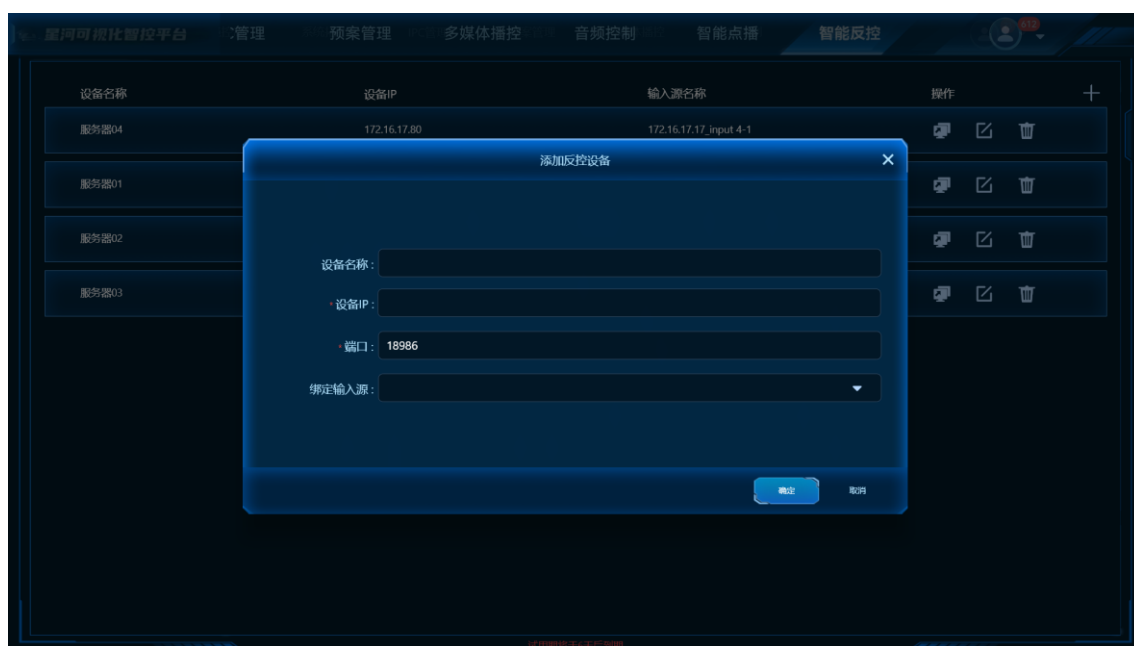 星河可视化智控平台 管理 预案管理 多媒体播控 音频控制 智能点播 智能反控 612
设备名称 设备IP 输入源名称 操作
服务器04 172.16.17.80 172.16.17.17_input 4-1
添加反控设备
服务器01
服务器02
设备名称 :
服务器03
* 设备IP :
* 端口 : 18986
绑定输入源 :
确定 取消